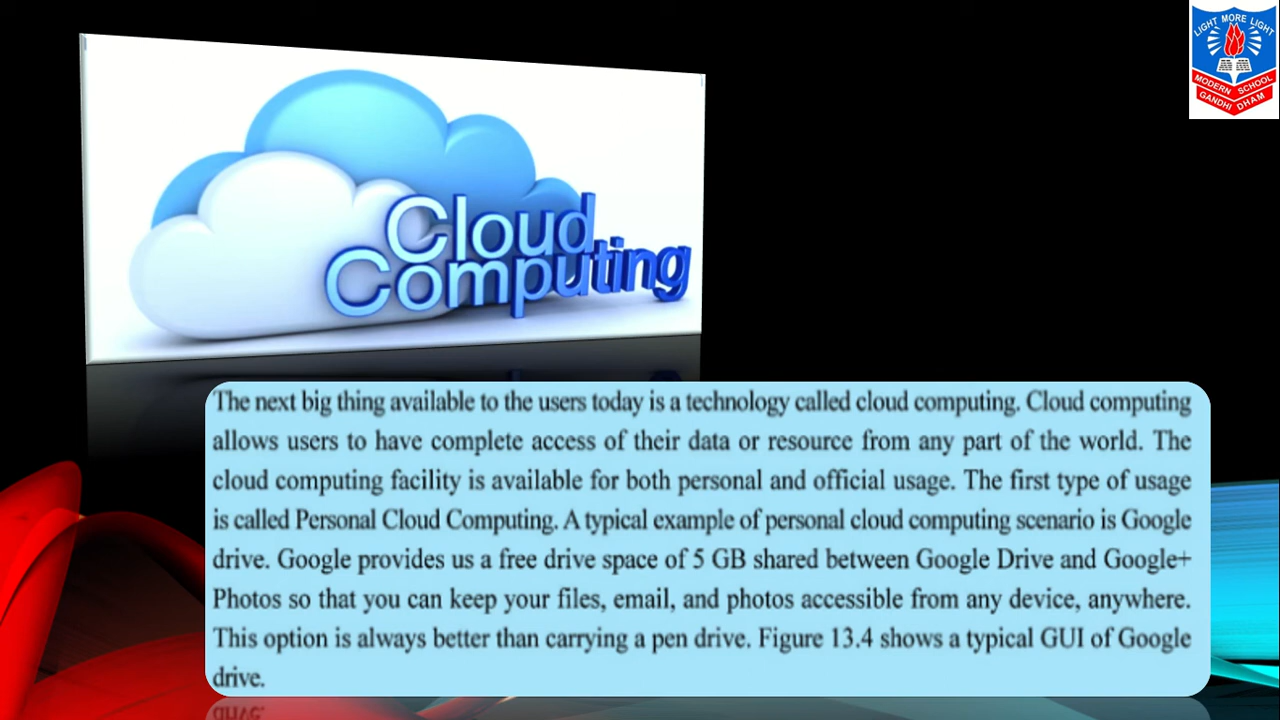 LIGHT MORE LIGHT
MODERN SCHOOL
GANDHI DHAM
Cloud
Computing
The next big thing available to the users today is a technology called cloud computing. Cloud computing
allows users to have complete access of their data or resource from any part of the world. The
cloud computing facility is available for both personal and official usage. The first type of usage
is called Personal Cloud Computing. A typical example of personal cloud computing scenario is Google
drive. Google provides us a free drive space of 5 GB shared between Google Drive and Google+
Photos so that you can keep your files, email, and photos accessible from any device, anywhere.
This option is always better than carrying a pen drive. Figure 13.4 shows a typical GUI of Google
drive.